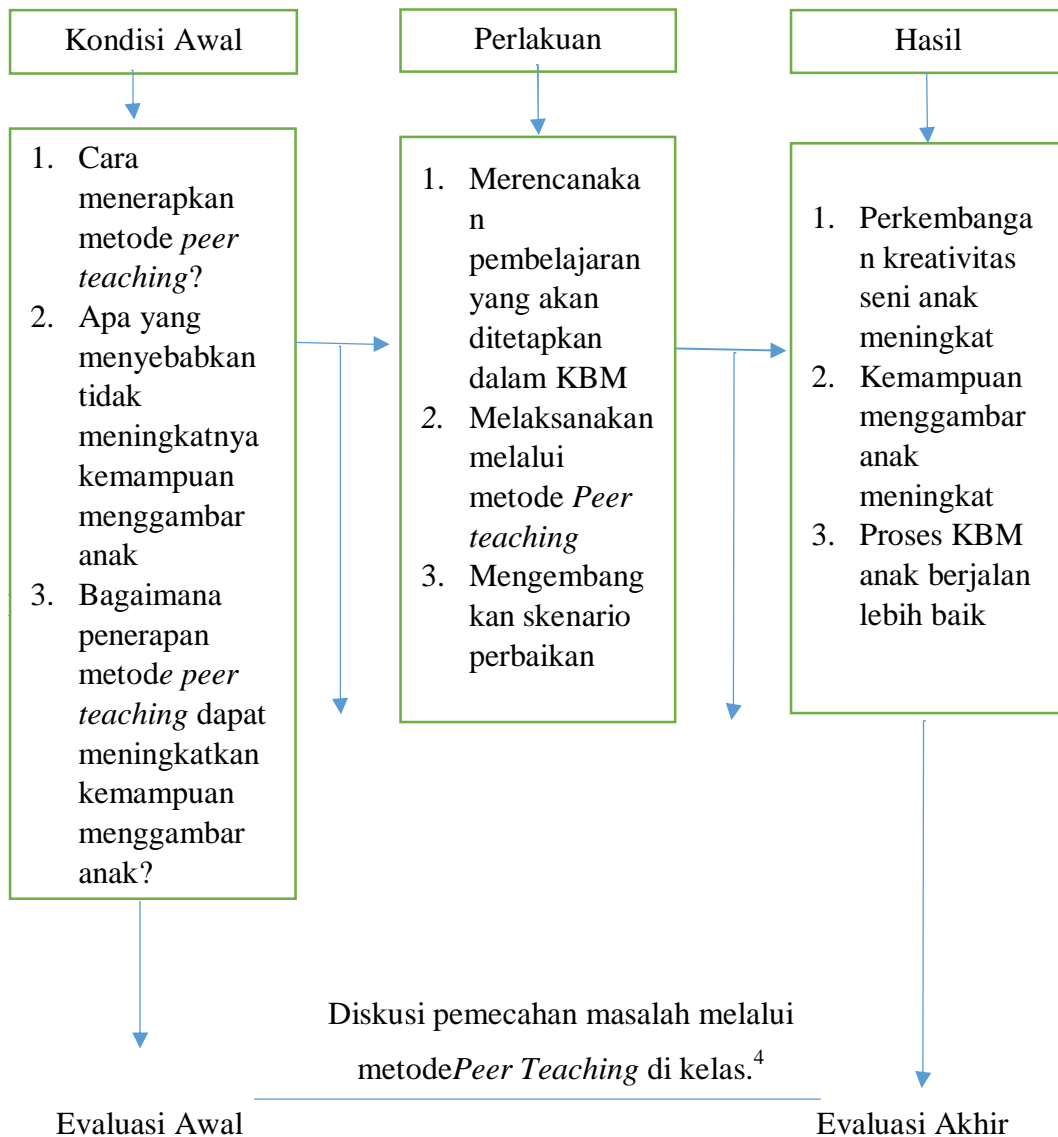 Kondisi Awal
Perlakuan
Hasil
1. Cara
menerapkan
metode peer
teaching?
2. Apa yang
menyebabkan
tidak
meningkatnya
kemampuan
menggambar
anak
3. Bagaimana
penerapan
metode peer
teaching dapat
meningkatkan
kemampuan
menggambar
anak?
1. Merencanaka
n
pembelajaran
yang akan
ditetapkan
dalam KBM
2. Melaksanakan
melalui
metode Peer
teaching
3. Mengembang
kan skenario
perbaikan
1. Perkembanga
n kreativitas
seni anak
meningkat
2. Kemampuan
menggambar
anak
meningkat
3. Proses KBM
anak berjalan
lebih baik
Diskusi pemecahan masalah melalui
metodePeer Teaching di kelas.4
Evaluasi Awal
Evaluasi Akhir